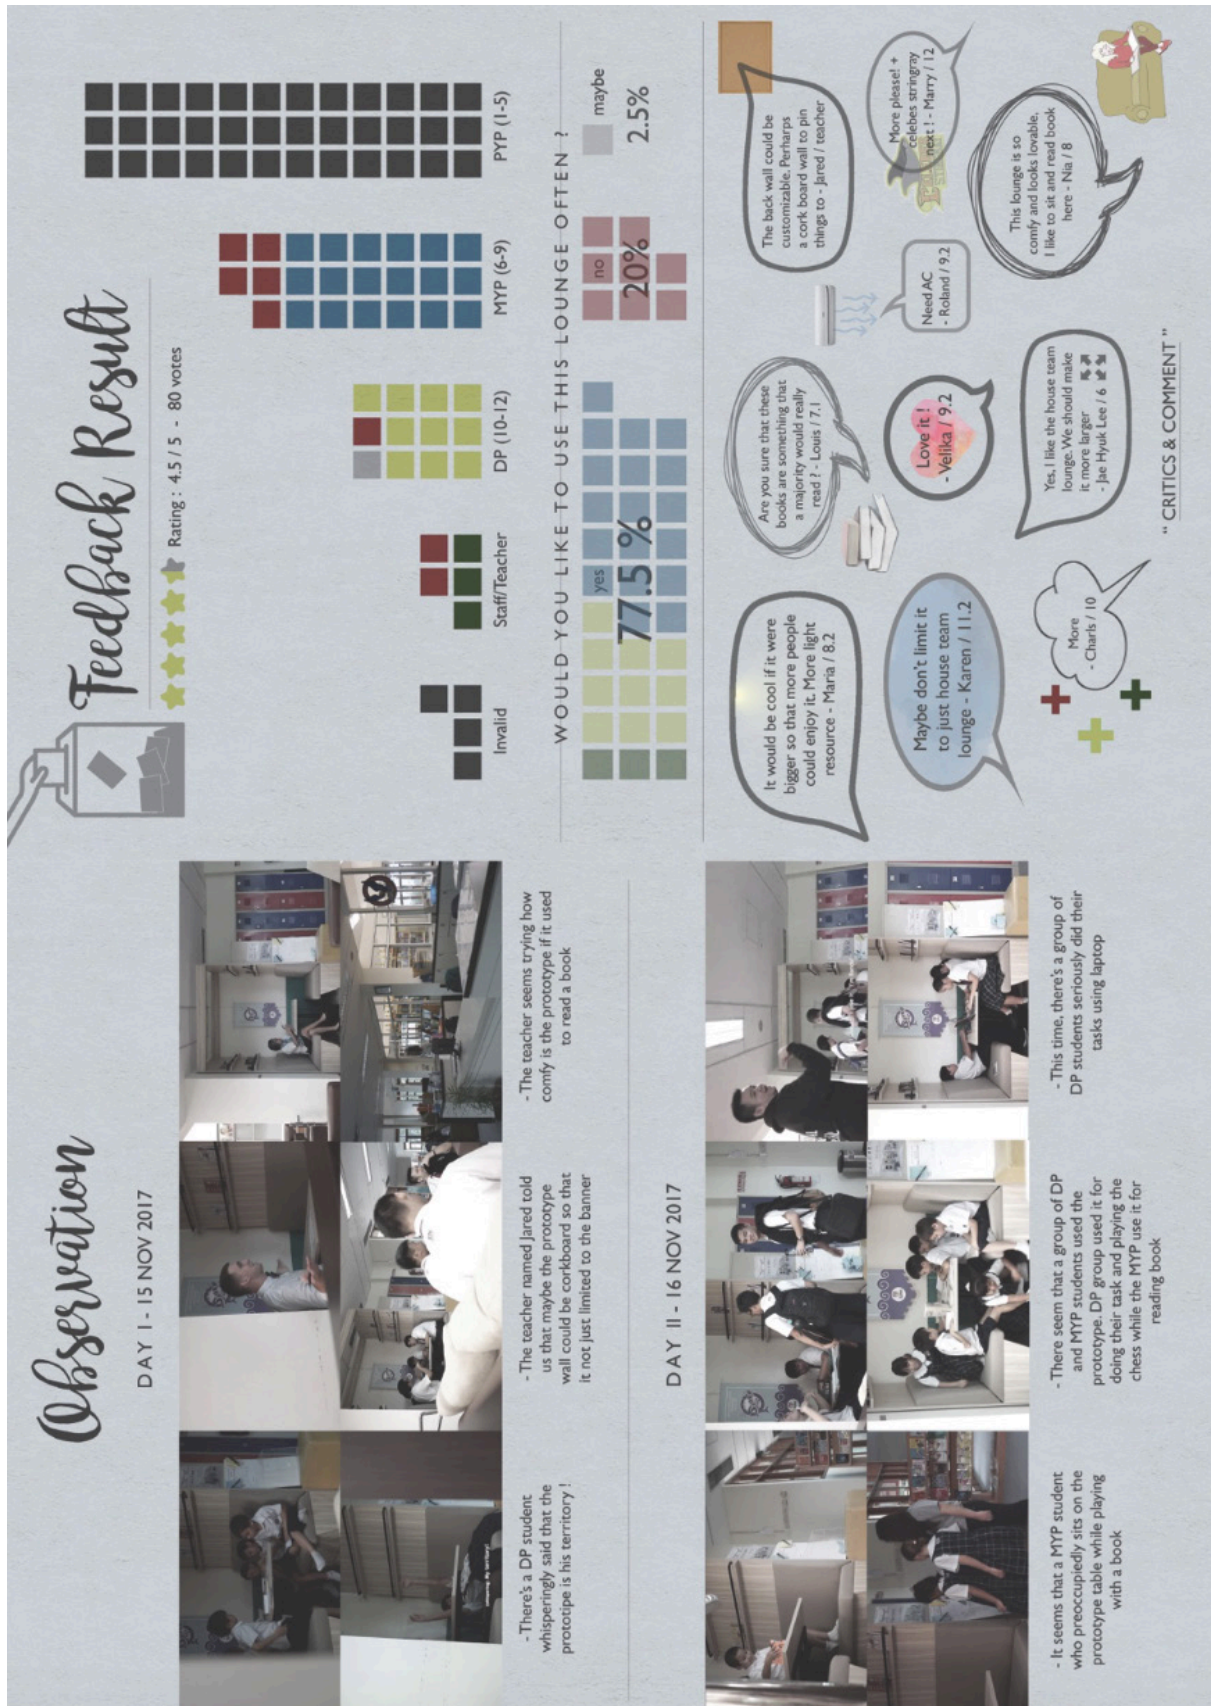 Observation
DAY I - 15 NOV 2017
- There's a DP student
whisperingly said that the
prototipe is his territory !
- The teacher named Jared told
us that maybe the prototype
wall could be corkboard so that
it not just limited to the banner
- The teacher seems trying how
comfy is the prototype if it used
to read a book
DAY II - 16 NOV 2017
- It seems that a MYP student
who preoccupiedly sits on the
prototype table while playing
with a book
- There seem that a group of DP
and MYP students used the
prototype. DP group used it for
doing their task and playing the
chess while the MYP use it for
reading book
- This time, there's a group of
DP students seriously did their
tasks using laptop
Feedback Result
Rating : 4.5 / 5 - 80 votes
Invalid
Staff/Teacher
DP (10-12)
MYP (6-9)
PYP (1-5)
WOULD YOU LIKE TO USE THIS LOUNGE OFTEN ?
yes
77.5 %
no
20%
maybe
2.5%
It would be cool if it were
bigger so that more people
could enjoy it. More light
resource - Maria / 8.2
Are you sure that these
books are something that
a majority would really
read ? - Louis / 7.1
The back wall could be
customizable. Perharps
a cork board wall to pin
things to - Jared / teacher
Need AC
- Roland / 9.2
More please! +
celebes stringray
next ! - Marry / 12
Maybe don't limit it
to just house team
lounge - Karen / 11.2
Love it !
- Velika / 9.2
This lounge is so
comfy and looks lovable,
I like to sit and read book
here - Nia / 8
More
- Charls / 10
Yes, I like the house team
lounge. We should make
it more larger
- Jae Hyuk Lee / 6
" CRITICS & COMMENT "